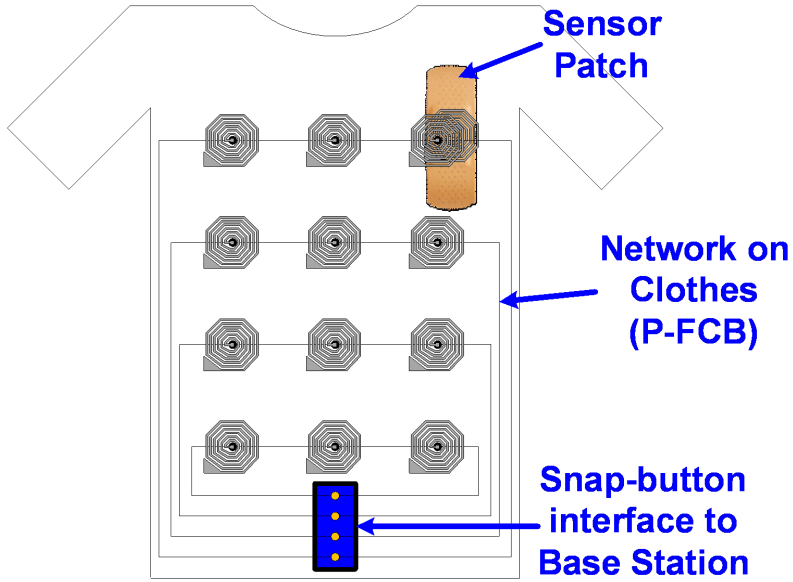 Sensor
Patch
Network on
Clothes
(P-FCB)
Snap-button
interface to
Base Station